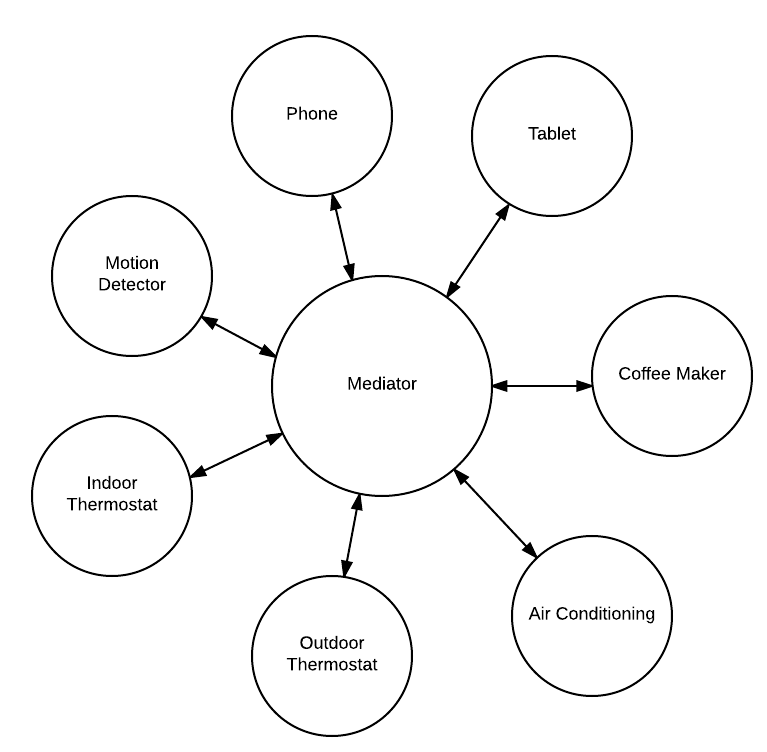 Phone
Tablet
Motion
Detector
Mediator
Coffee Maker
Indoor
Thermostat
Outdoor
Thermostat
Air Conditioning